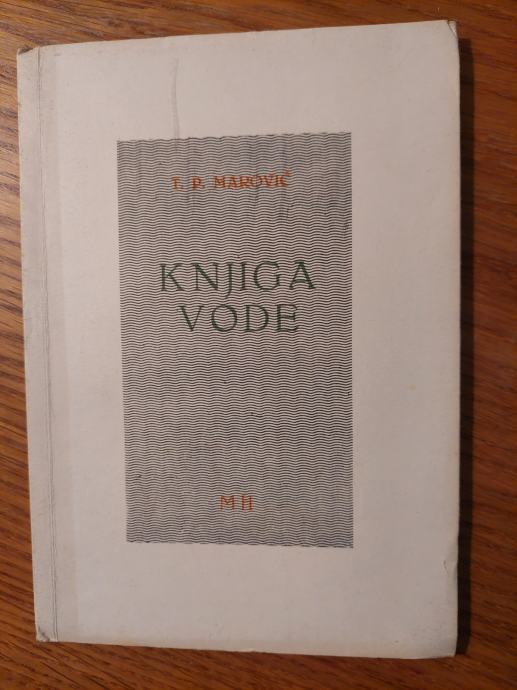 T. P. MAROVIĆ
KNJIGA
VODE
MH